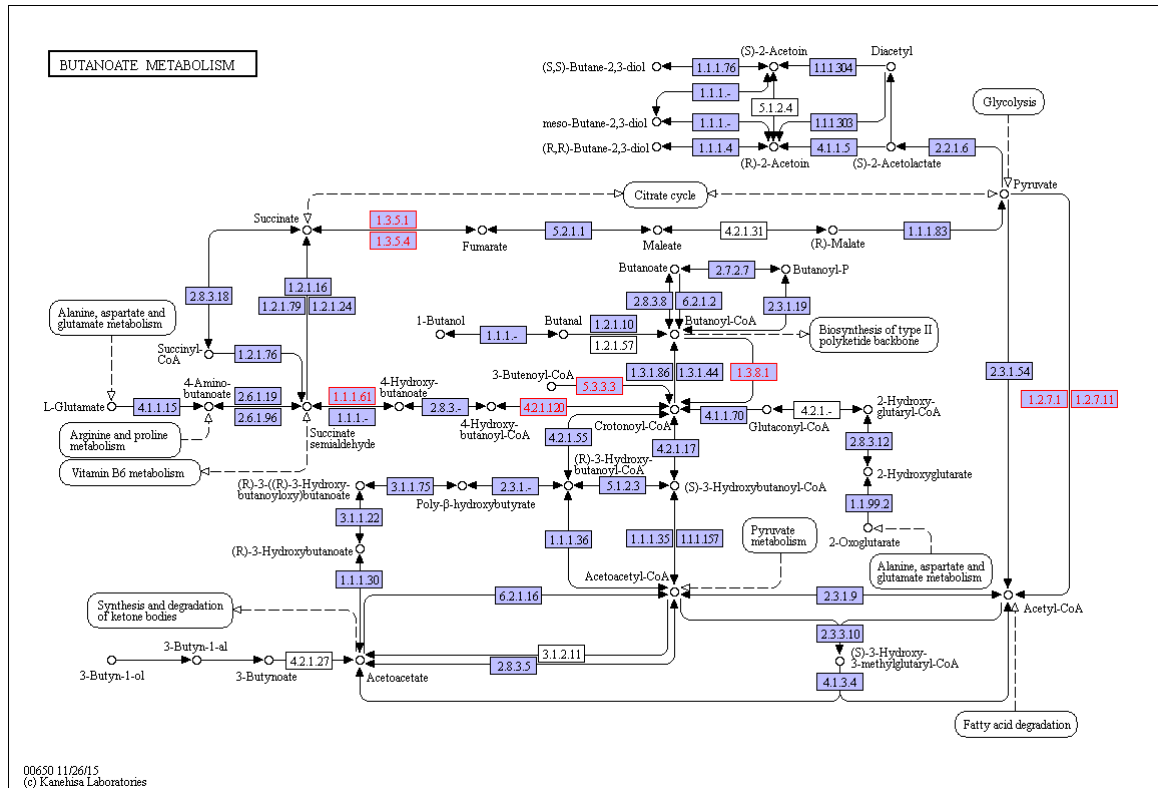 BUTANOATE METABOLISM
(S)-2-Acetoin
Diacetyl
(S,S)-Butane-2,3-diol
1.1.1.76
1.1.1.304
1.1.1.-
5.1.2.4
Glycolysis
meso-Butane-2,3-diol
1.1.1.-
1.1.1.303
(R,R)-Butane-2,3-diol
1.1.1.4
4.1.1.5
2.2.1.6
(R)-2-Acetoin
(S)-2-Acetolactate
Citrate cycle
Pyruvate
Succinate
1.3.5.1
1.3.5.4
Fumarate
5.2.1.1
Maleate
4.2.1.31
(R)-Malate
1.1.1.83
Butanoate
2.7.2.7
Butanoyl-P
2.8.3.18
1.2.1.16
1.2.1.79
1.2.1.24
2.8.3.8
6.2.1.2
2.3.1.19
Alanine, aspartate and
glutamate metabolism
1-Butanol
1.1.1.-
Butanal
1.2.1.10
1.2.1.57
Butanoyl-CoA
Biosynthesis of type II
polyketide backbone
Succinyl-
CoA
1.2.1.76
3-Butenoyl-CoA
1.3.1.86
1.3.1.44
1.3.8.1
2.3.1.54
5.3.3.3
4-Amino-
butanoate
4-Hydroxy-
butanoate
1.2.7.1
1.2.7.11
L-Glutamate
4.1.1.15
2.6.1.19
2.6.1.96
1.1.1.61
1.1.1.-
2.8.3.-
4.2.1.120
4.1.1.70
4.2.1.-
2-Hydroxy-
glutaryl-CoA
Succinate
semialdehyde
4-Hydroxy-
butanoyl-CoA
Crotonoyl-CoA
Glutaconyl-CoA
Arginine and proline
metabolism
4.2.1.55
4.2.1.17
2.8.3.12
Vitamin B6 metabolism
(R)-3-Hydroxy-
butanoyl-CoA
2-Hydroxyglutarate
(R)-3-((R)-3-Hydroxy-
butanoyloxy)butanoate
3.1.1.75
2.3.1.-
5.1.2.3
(S)-3-Hydroxybutanoyl-CoA
Poly-β-hydroxybutyrate
1.1.99.2
3.1.1.22
2-Oxoglutarate
(R)-3-Hydroxybutanoate
1.1.1.36
1.1.1.35
1.1.1.157
Pyruvate
metabolism
Alanine, aspartate and
glutamate metabolism
1.1.1.30
Acetoacetyl-CoA
Synthesis and degradation
of ketone bodies
6.2.1.16
2.3.1.9
Acetyl-CoA
2.3.3.10
3-Butyn-1-ol
3-Butyn-1-al
3-Butynoate
4.2.1.27
Acetoacetate
3.1.2.11
2.8.3.5
(S)-3-Hydroxy-
3-methylglutaryl-CoA
4.1.3.4
Fatty acid degradation
00650 11/26/15
(c) Kanehisa Laboratories